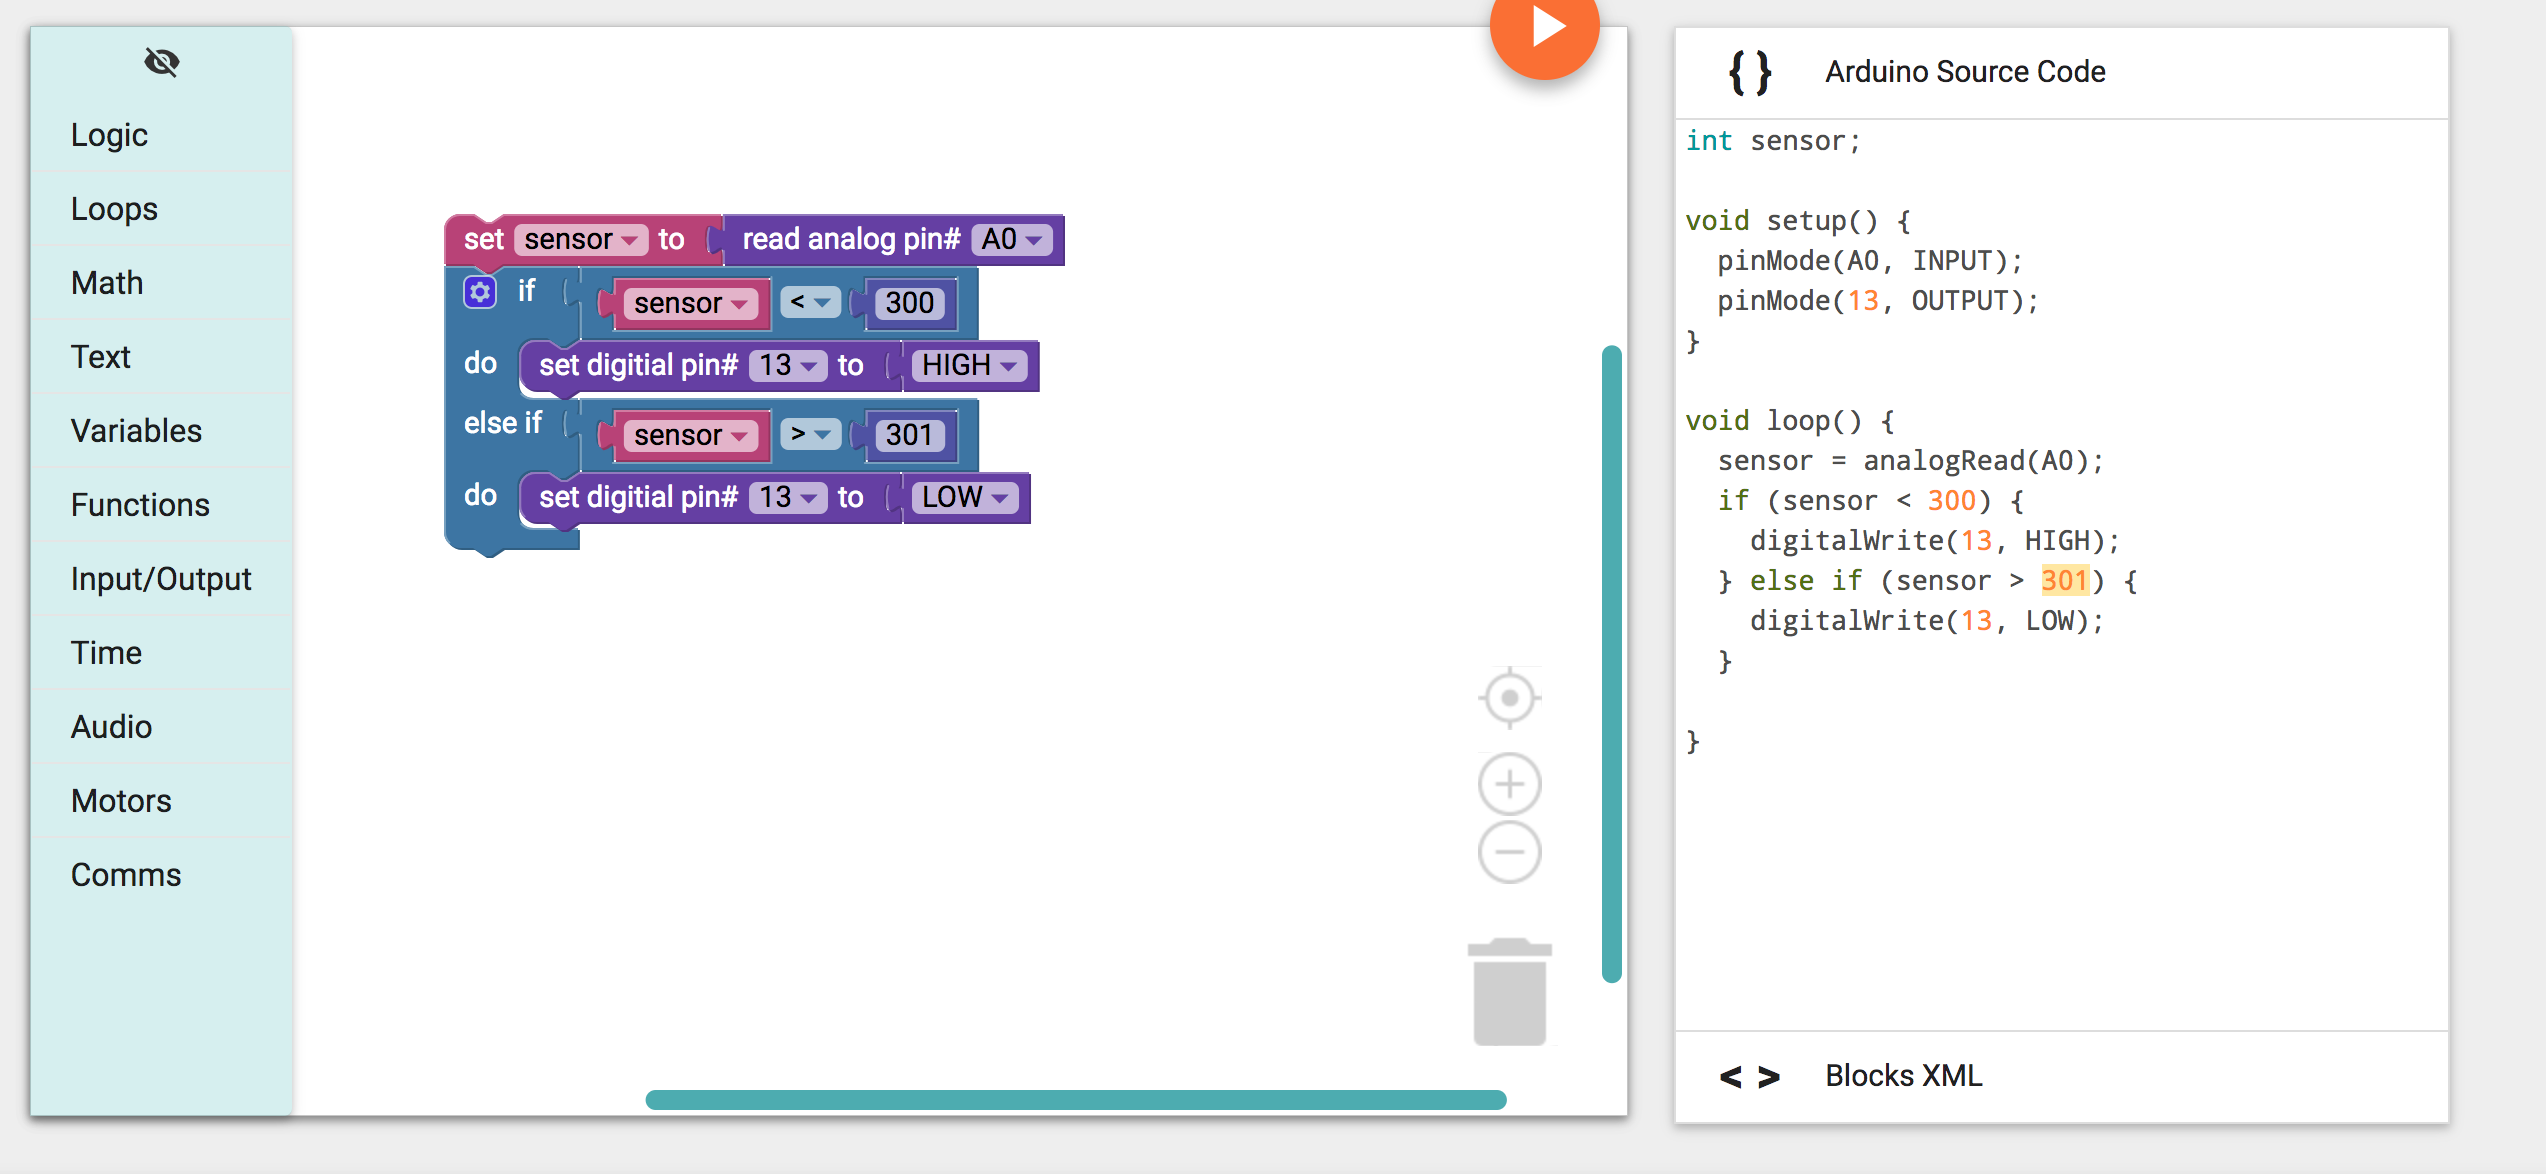 Logic
Loops
Math
Text
Variables
Functions
Input/Output
Time
Audio
Motors
Comms
set sensor to read analog pin# A0
if sensor < 300
do set digitial pin# 13 to HIGH
else if sensor > 301
do set digitial pin# 13 to LOW
{ } Arduino Source Code
int sensor;
void setup() {
  pinMode(A0, INPUT);
  pinMode(13, OUTPUT);
}
void loop() {
  sensor = analogRead(A0);
  if (sensor < 300) {
    digitalWrite(13, HIGH);
  } else if (sensor > 301) {
    digitalWrite(13, LOW);
  }
}
< > Blocks XML